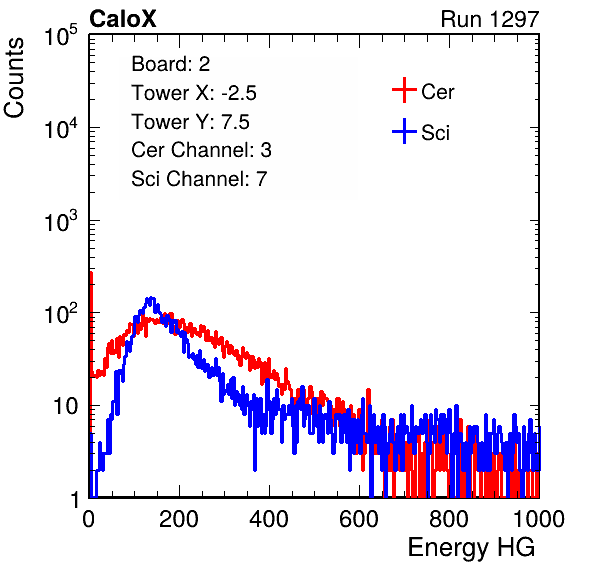 CaloX Run 1297
Counts
Board: 2
Tower X: -2.5
Tower Y: 7.5
Cer Channel: 3
Sci Channel: 7
Cer
Sci
10^5
10^4
10^3
10^2
10
1
0 200 400 600 800 1000
Energy HG